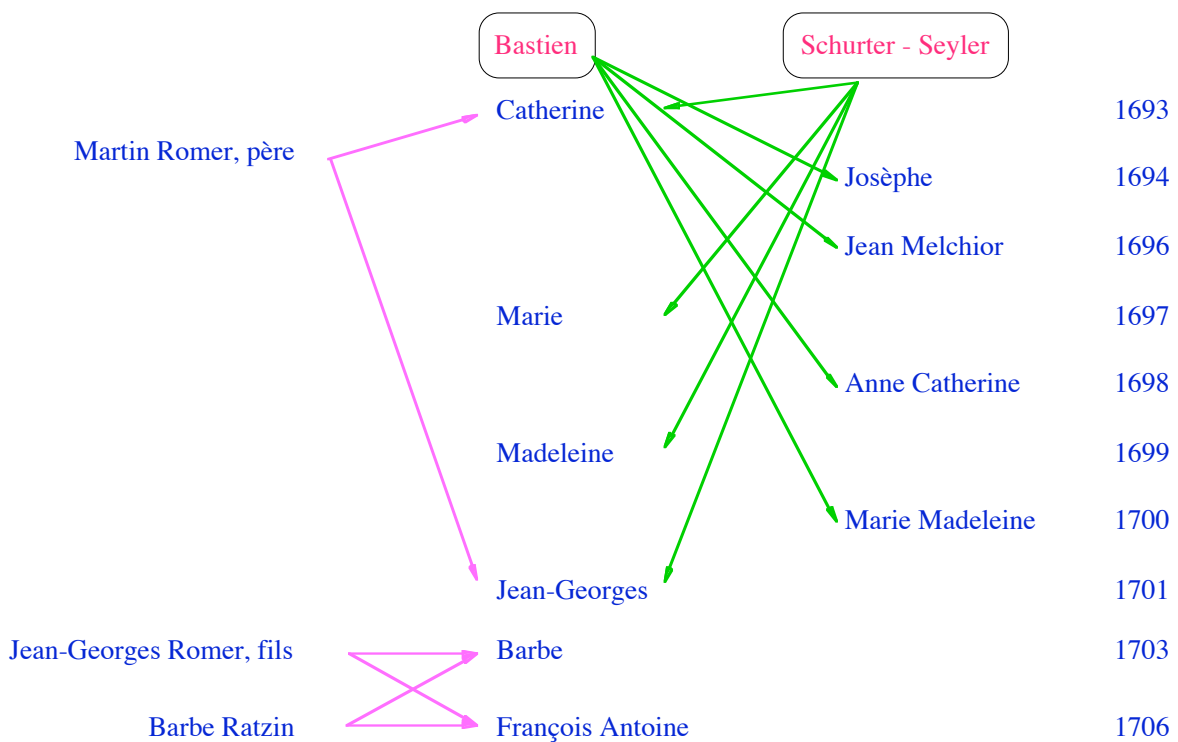 Bastien Schurter - Seyler
Catherine 1693
Martin Romer, père
Josèphe 1694
Jean Melchior 1696
Marie 1697
Anne Catherine 1698
Madeleine 1699
Marie Madeleine 1700
Jean-Georges 1701
Jean-Georges Romer, fils Barbe 1703
Barbe Ratzin François Antoine 1706